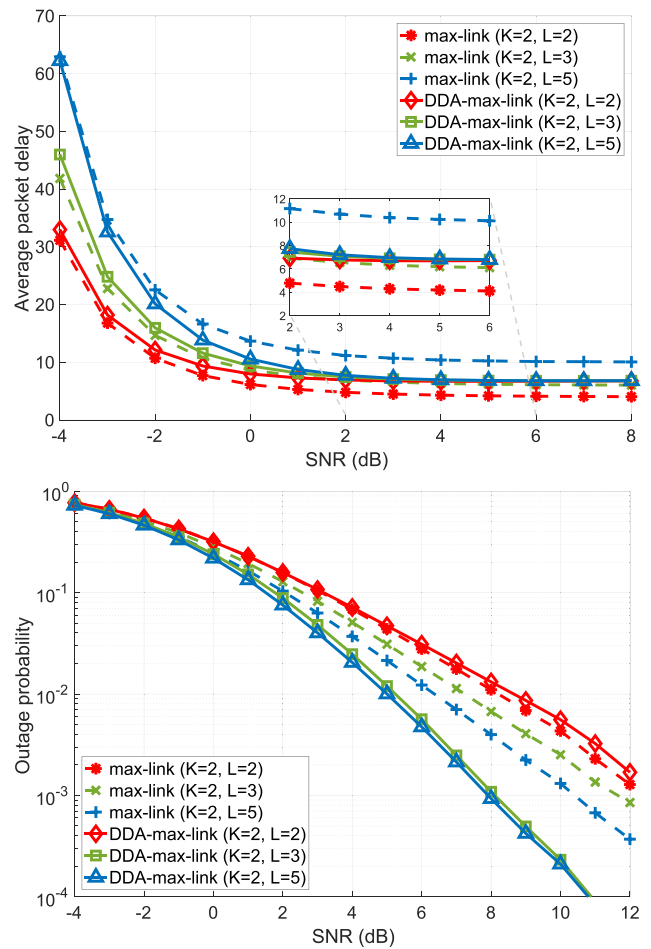 70
60
50
40
30
20
10
0
Average packet delay
max-link (K=2, L=2)
max-link (K=2, L=3)
max-link (K=2, L=5)
DDA-max-link (K=2, L=2)
DDA-max-link (K=2, L=3)
DDA-max-link (K=2, L=5)
12
10
8
6
4
2
2 3 4 5 6
-4 -2 0 2 4 6 8
SNR (dB)
10^0
10^-1
10^-2
10^-3
10^-4
Outage probability
max-link (K=2, L=2)
max-link (K=2, L=3)
max-link (K=2, L=5)
DDA-max-link (K=2, L=2)
DDA-max-link (K=2, L=3)
DDA-max-link (K=2, L=5)
-4 -2 0 2 4 6 8 10 12
SNR (dB)